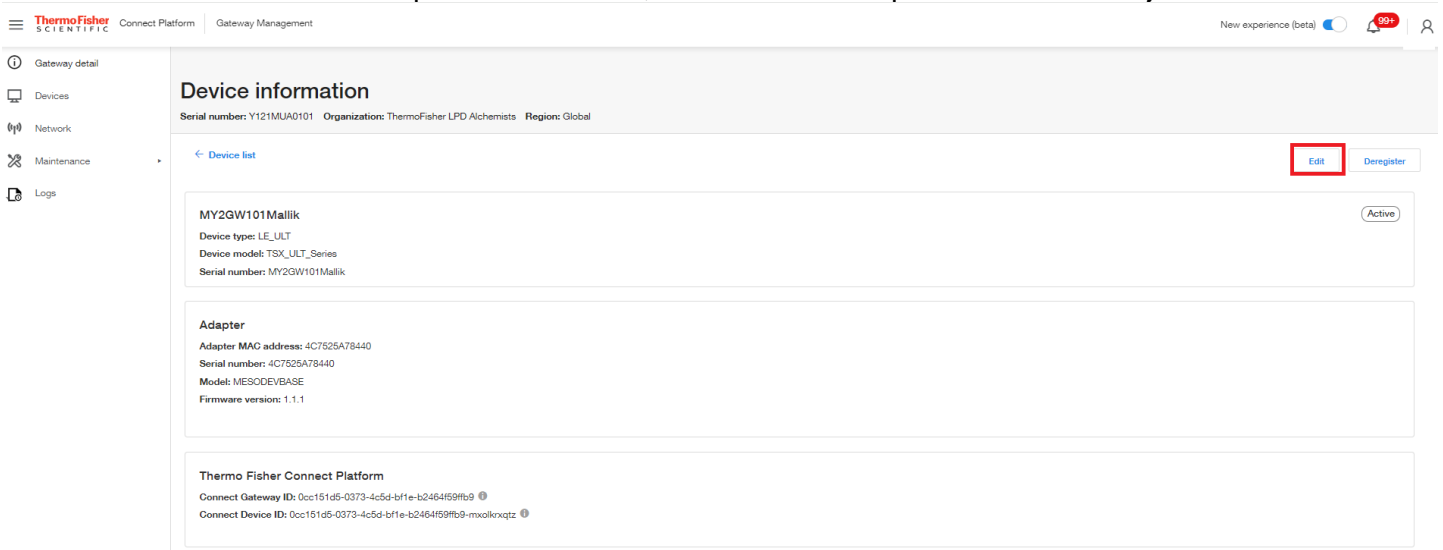 ThermoFisher
SCIENTIFIC
Connect Platform
Gateway Management
New experience (beta)
99+
Gateway detail
Devices
Network
Maintenance
Logs
Device information
Serial number: Y121MUA0101 Organization: ThermoFisher LPD Alchemists Region: Global
← Device list
Edit
Deregister
MY2GW101Mallik
Active
Device type: LE_ULT
Device model: TSX_ULT_Series
Serial number: MY2GW101Mallik
Adapter
Adapter MAC address: 4C7525A78440
Serial number: 4C7525A78440
Model: MESODEVBASE
Firmware version: 1.1.1
Thermo Fisher Connect Platform
Connect Gateway ID: 0cc151d5-0373-4c5d-bf1e-b2464f59ffb9
Connect Device ID: 0cc151d5-0373-4c5d-bf1e-b2464f59ffb9-mxolkrxqtz